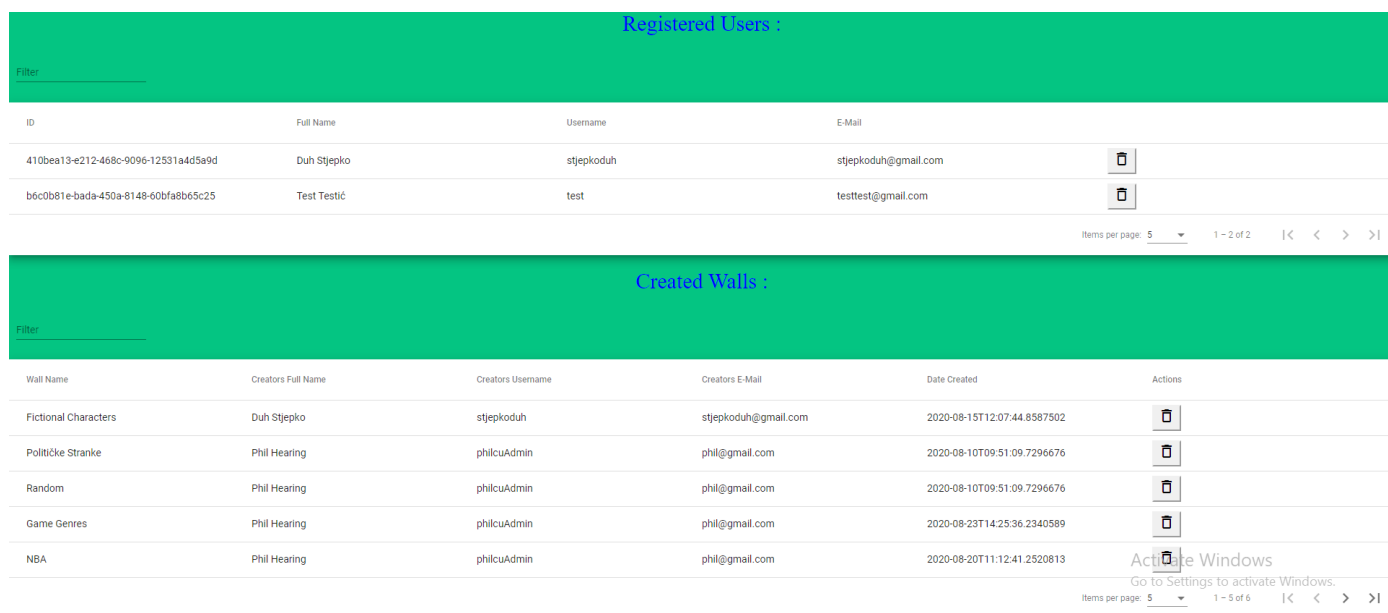 Registered Users :
Filter
ID Full Name Username E-Mail
410bea13-e212-468c-9096-12531a4d5a9d Duh Stjepko stjepkoduh stjepkoduh@gmail.com
b6c0b81e-bada-450a-8148-60bfa8b65c25 Test Testić test testtest@gmail.com
Items per page: 5 1 – 2 of 2
Created Walls :
Filter
Wall Name Creators Full Name Creators Username Creators E-Mail Date Created Actions
Fictional Characters Duh Stjepko stjepkoduh stjepkoduh@gmail.com 2020-08-15T12:07:44.8587502
Političke Stranke Phil Hearing philcuAdmin phil@gmail.com 2020-08-10T09:51:09.7296676
Random Phil Hearing philcuAdmin phil@gmail.com 2020-08-10T09:51:09.7296676
Game Genres Phil Hearing philcuAdmin phil@gmail.com 2020-08-23T14:25:36.2340589
NBA Phil Hearing philcuAdmin phil@gmail.com 2020-08-20T11:12:41.2520813
Activate Windows
Go to Settings to activate Windows.
Items per page: 5 1 – 5 of 6